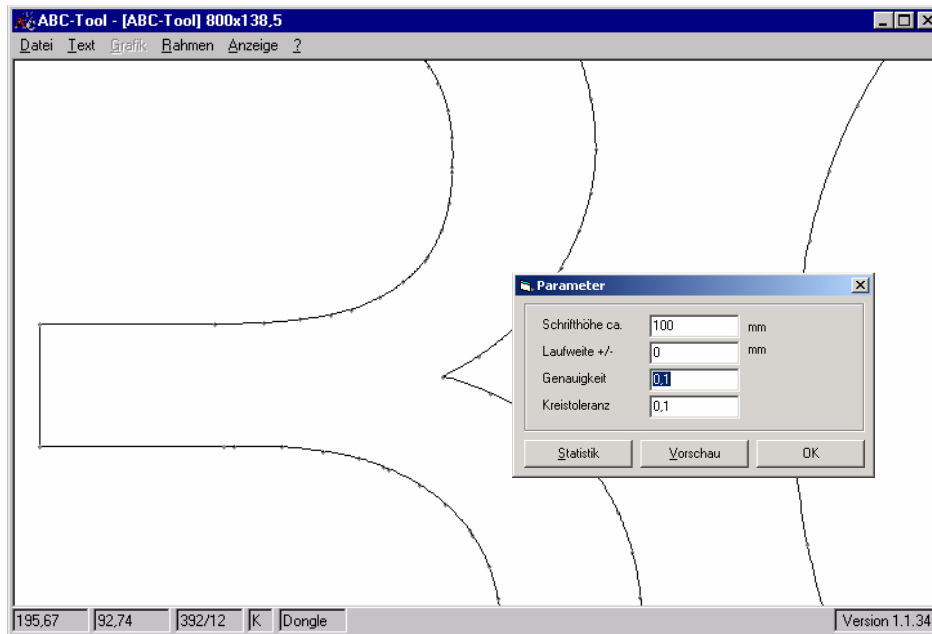 ABC-Tool - [ABC-Tool] 800x138,5
Datei Text Grafik Rahmen Anzeige ?
Parameter
Schrifthöhe ca. 100 mm
Laufweite +/- 0 mm
Genauigkeit 0,1
Kreistoleranz 0,1
Statistik Vorschau OK
195,67 92,74 392/12 K Dongle Version 1.1.34